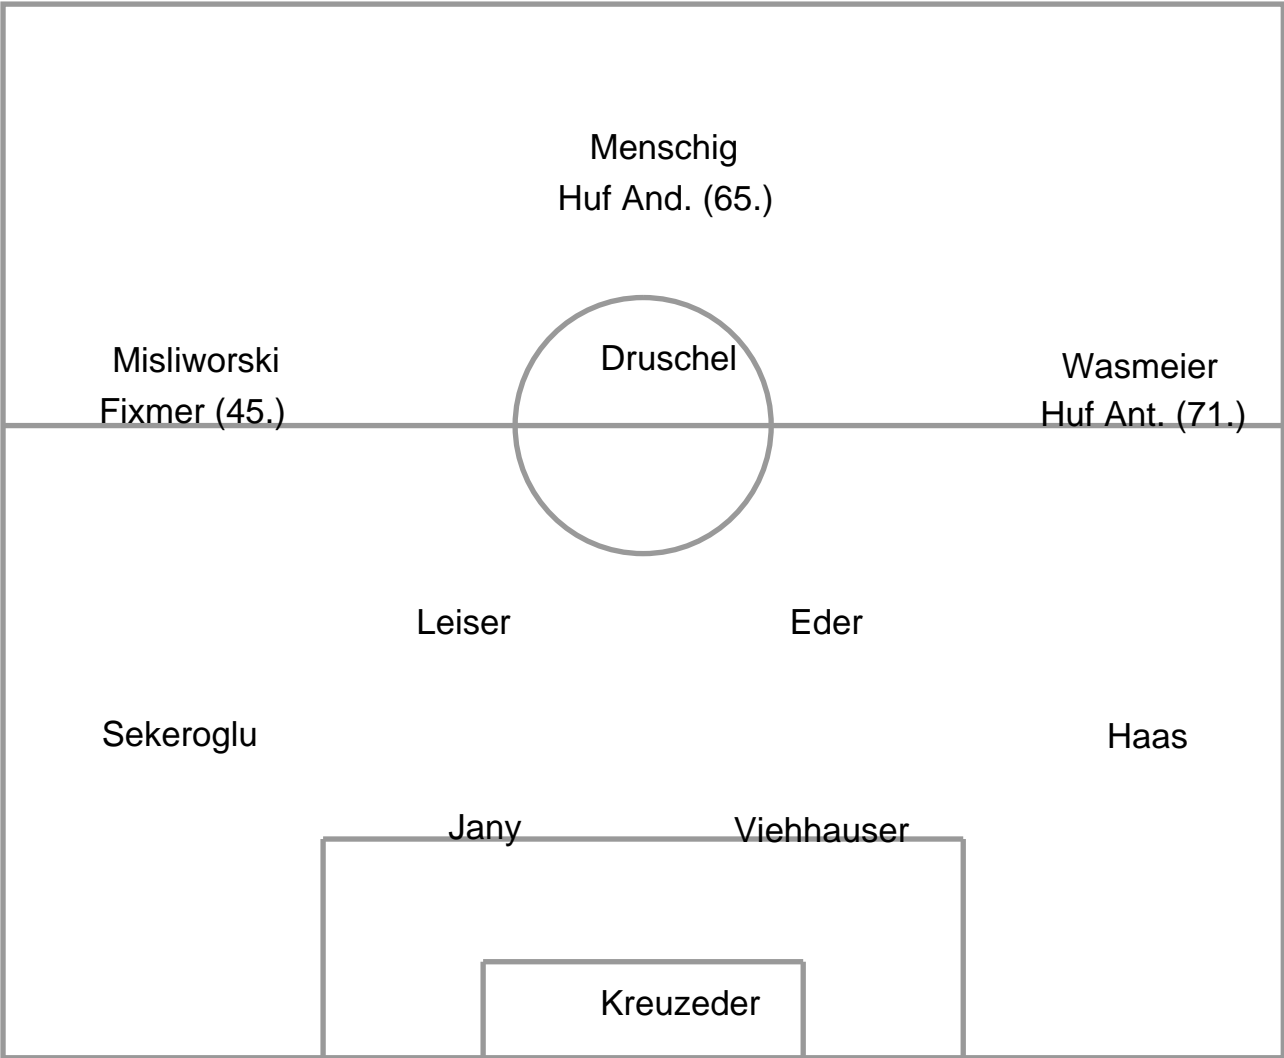 Menschig
Huf And. (65.)
Misliworski
Druschel
Wasmeier
Fixmer (45.)
Huf Ant. (71.)
Leiser
Eder
Sekeroglu
Haas
Jany
Viehhauser
Kreuzeder